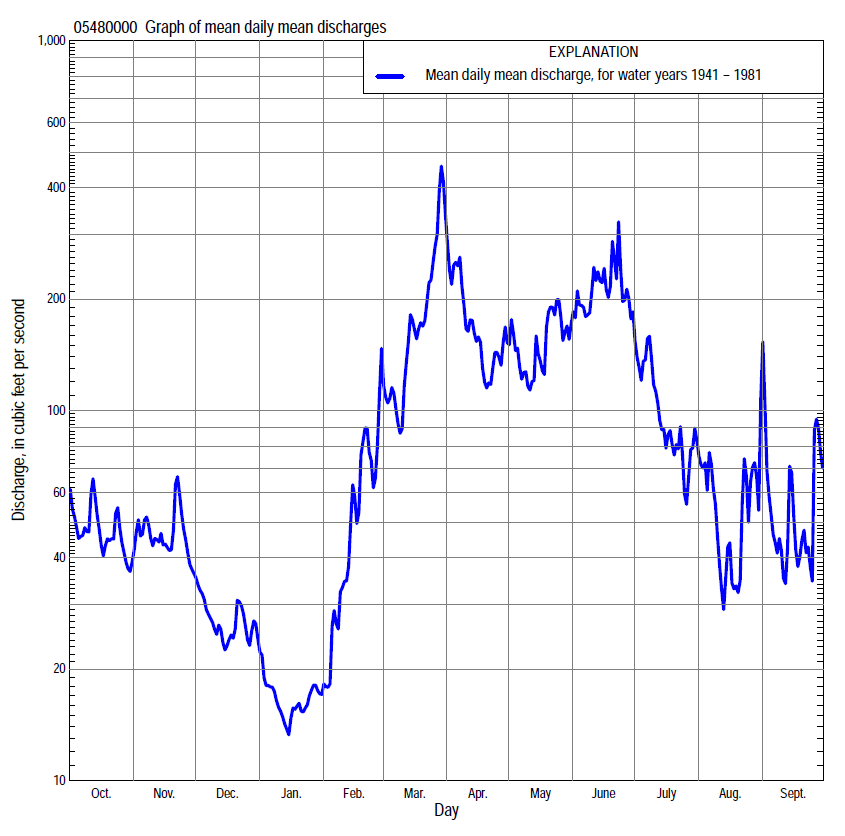 05480000 Graph of mean daily mean discharges
EXPLANATION
Mean daily mean discharge, for water years 1941 – 1981
Discharge, in cubic feet per second
1,000
600
400
200
100
60
40
20
10
Oct. Nov. Dec. Jan. Feb. Mar. Apr. May June July Aug. Sept.
Day